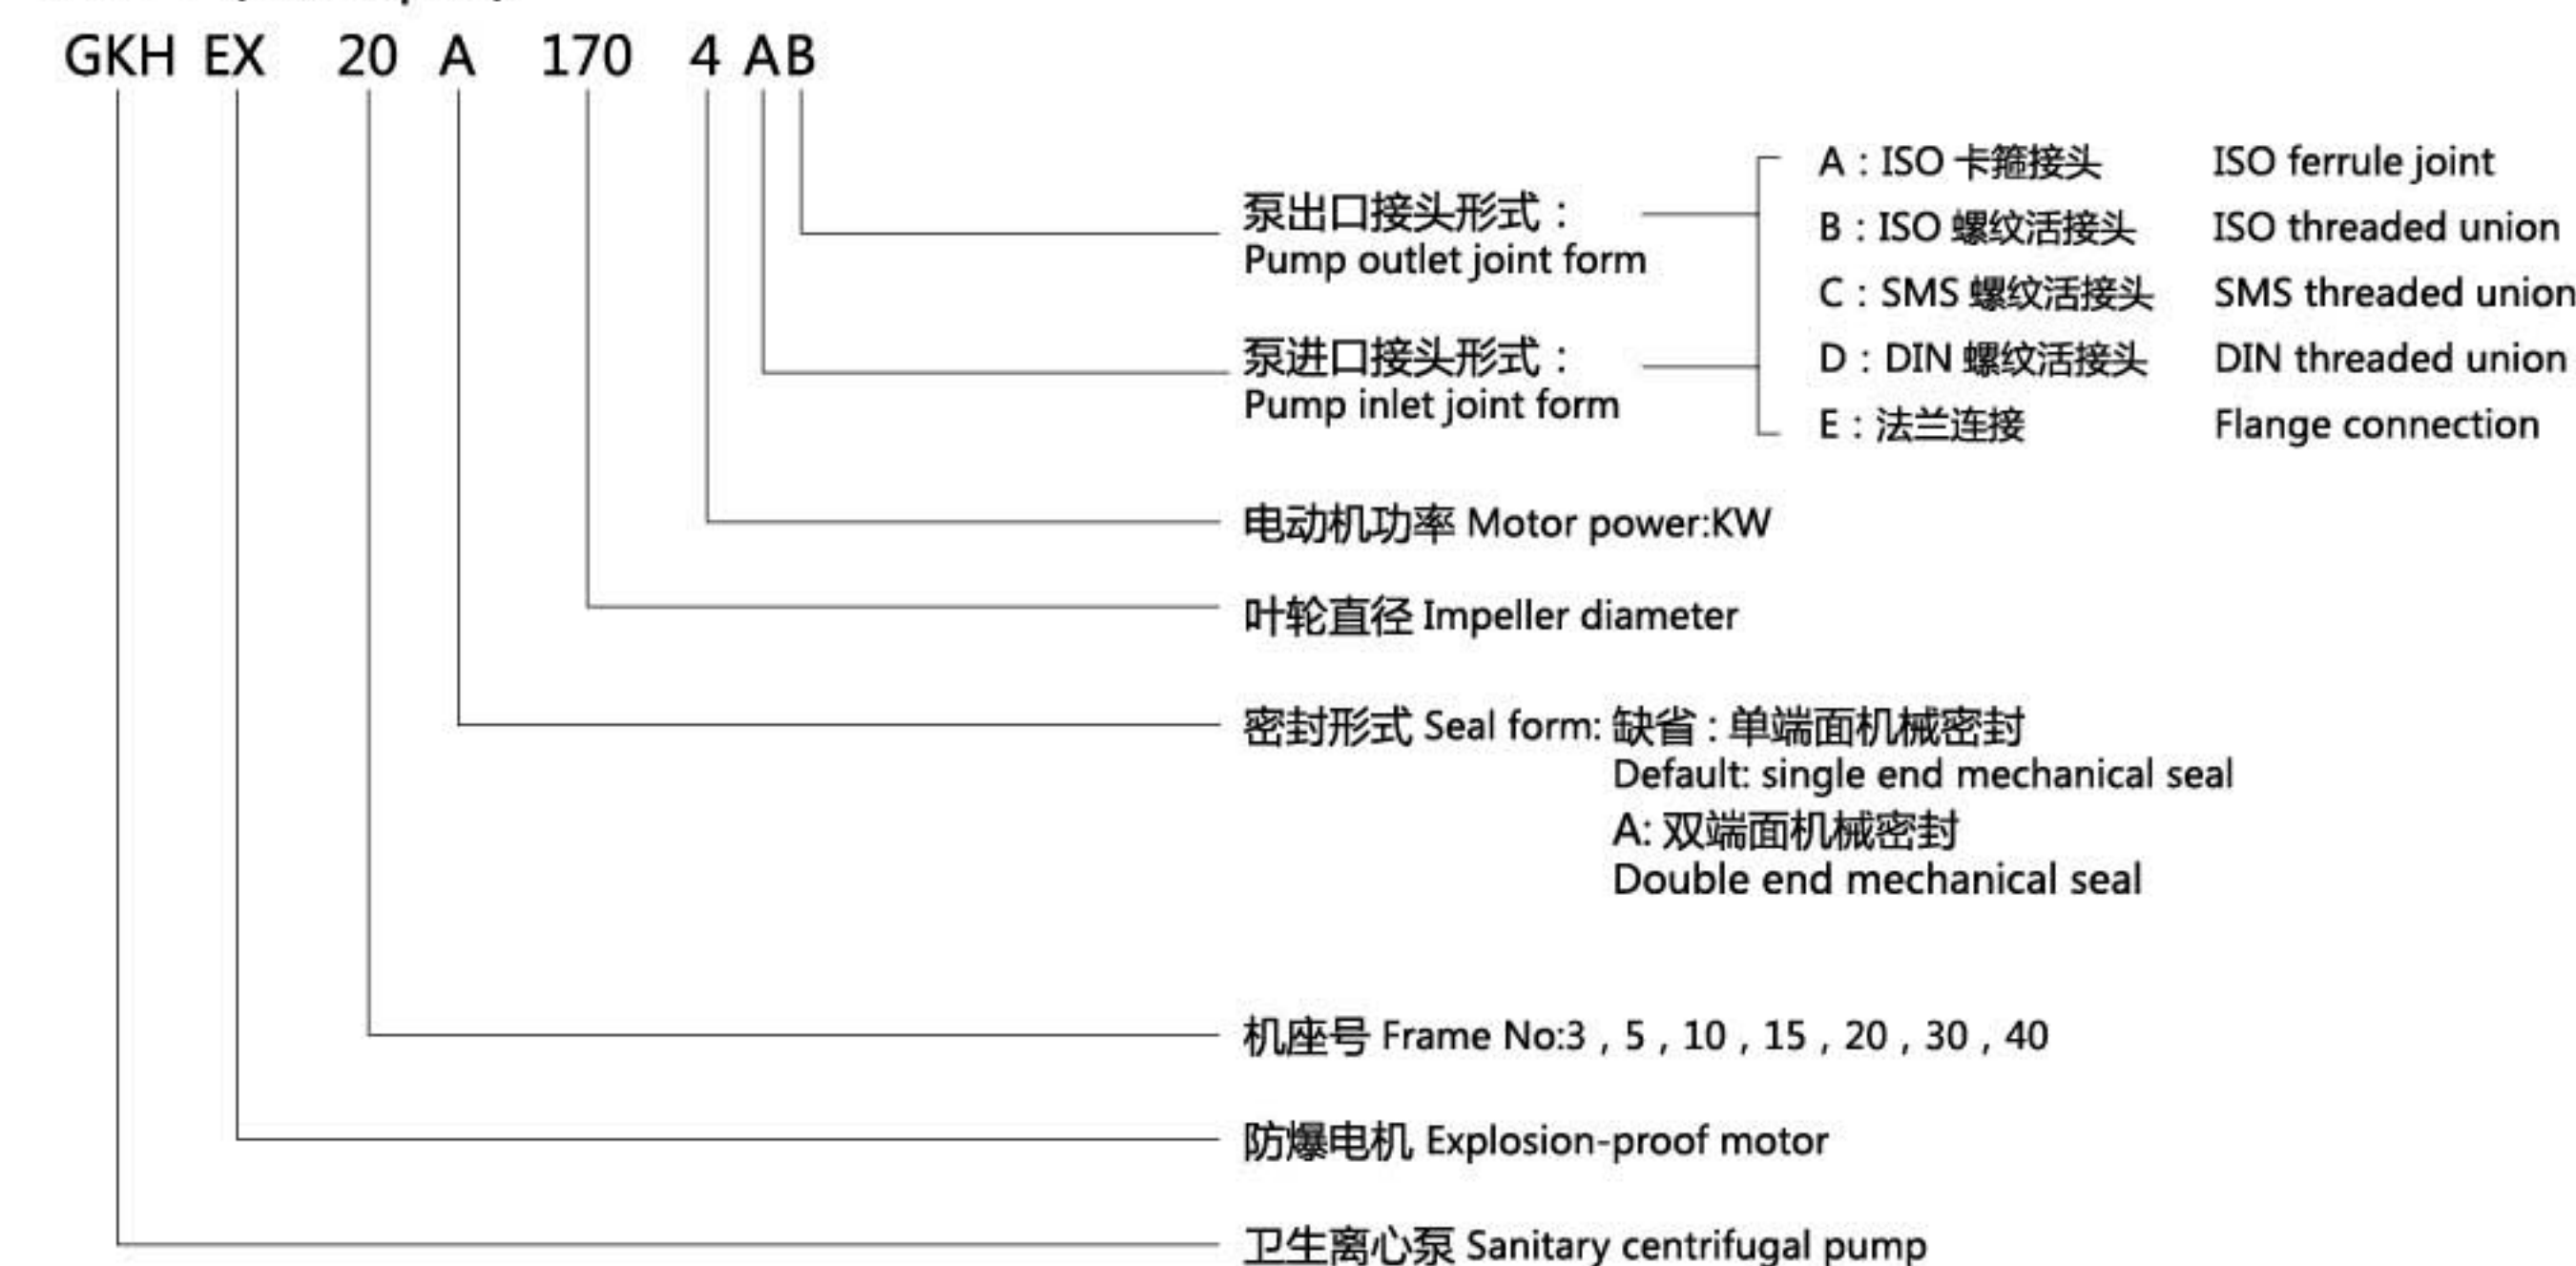 GKH EX 20 A 170 4 A B
A : ISO 卡箍接头 ISO ferrule joint
泵出口接头形式 :
B : ISO 螺纹活接头 ISO threaded union
Pump outlet joint form
C : SMS 螺纹活接头 SMS threaded union
泵进口接头形式 :
D : DIN 螺纹活接头 DIN threaded union
Pump inlet joint form
E : 法兰连接 Flange connection
电动机功率 Motor power:KW
叶轮直径 Impeller diameter
密封形式 Seal form: 缺省 : 单端面机械密封
Default: single end mechanical seal
A: 双端面机械密封
Double end mechanical seal
机座号 Frame No:3 , 5 , 10 , 15 , 20 , 30 , 40
防爆电机 Explosion-proof motor
卫生离心泵 Sanitary centrifugal pump